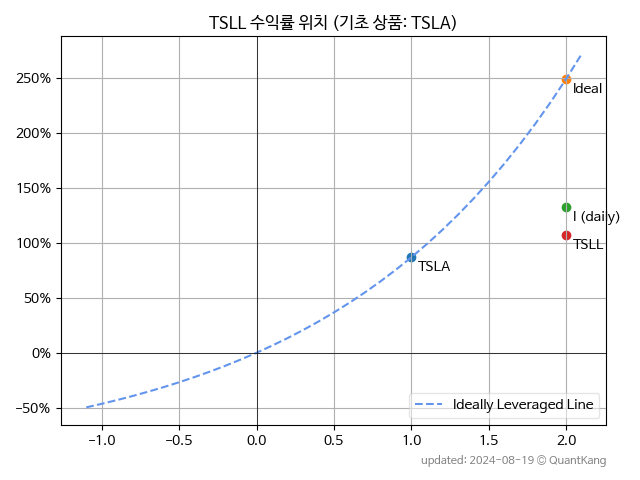 TSLL 수익률 위치 (기초 상품: TSLA)
250%
200%
150%
100%
50%
0%
−50%
Ideal
I (daily)
TSLL
TSLA
Ideally Leveraged Line
−1.0 −0.5 0.0 0.5 1.0 1.5 2.0
updated: 2024-08-19 © QuantKang